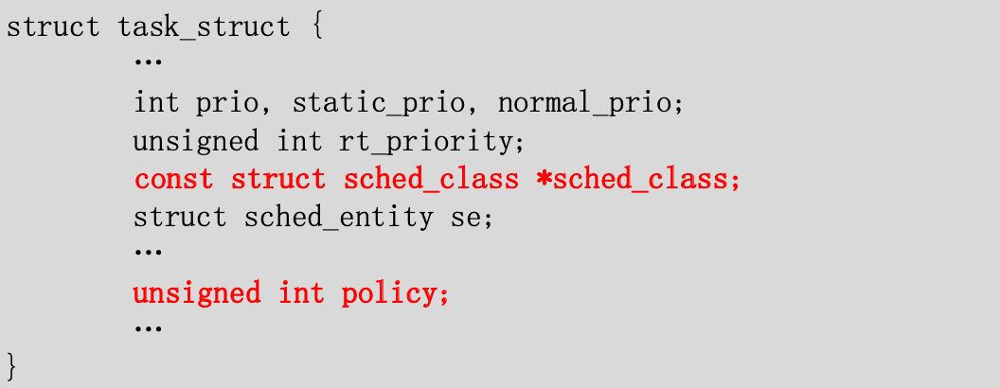 struct task_struct {
…
int prio, static_prio, normal_prio;
unsigned int rt_priority;
const struct sched_class *sched_class;
struct sched_entity se;
…
unsigned int policy;
…
}